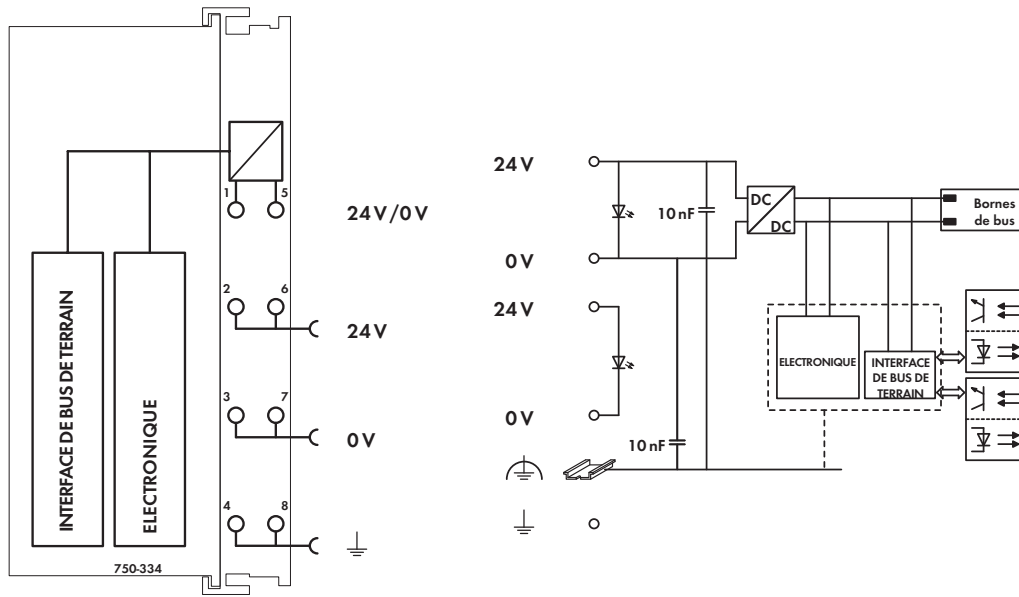 1
5
24V/0V
INTERFACE DE BUS DE TERRAIN
ELECTRONIQUE
2
6
24V
3
7
0V
4
8
750-334
24V
10nF
DC
DC
Bornes
de bus
0V
24V
ELECTRONIQUE
INTERFACE
DE BUS DE
TERRAIN
0V
10nF